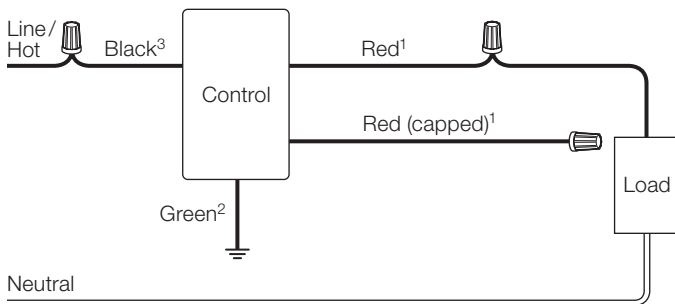 Line/
Hot
Black³
Red¹
Control
Red (capped)¹
Load
Green²
Neutral